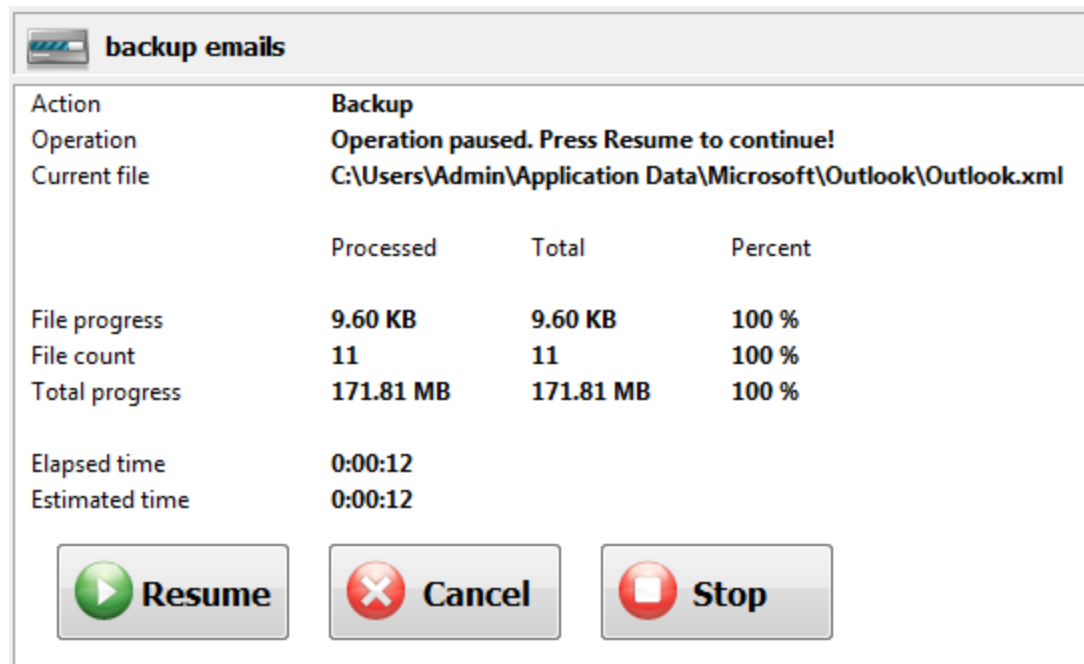 backup emails
Action Backup
Operation Operation paused. Press Resume to continue!
Current file C:\Users\Admin\Application Data\Microsoft\Outlook\Outlook.xml
Processed Total Percent
File progress 9.60 KB 9.60 KB 100 %
File count 11 11 100 %
Total progress 171.81 MB 171.81 MB 100 %
Elapsed time 0:00:12
Estimated time 0:00:12
Resume Cancel Stop